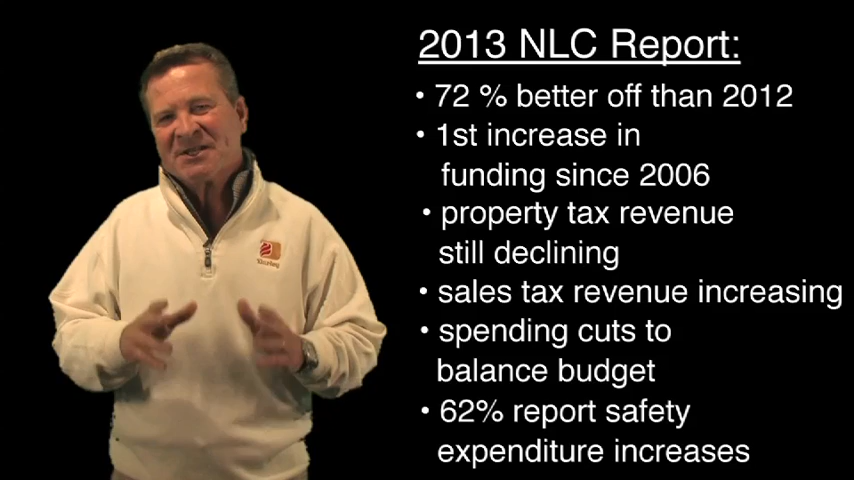 2013 NLC Report:
• 72 % better off than 2012
• 1st increase in
funding since 2006
• property tax revenue
still declining
• sales tax revenue increasing
• spending cuts to
balance budget
• 62% report safety
expenditure increases